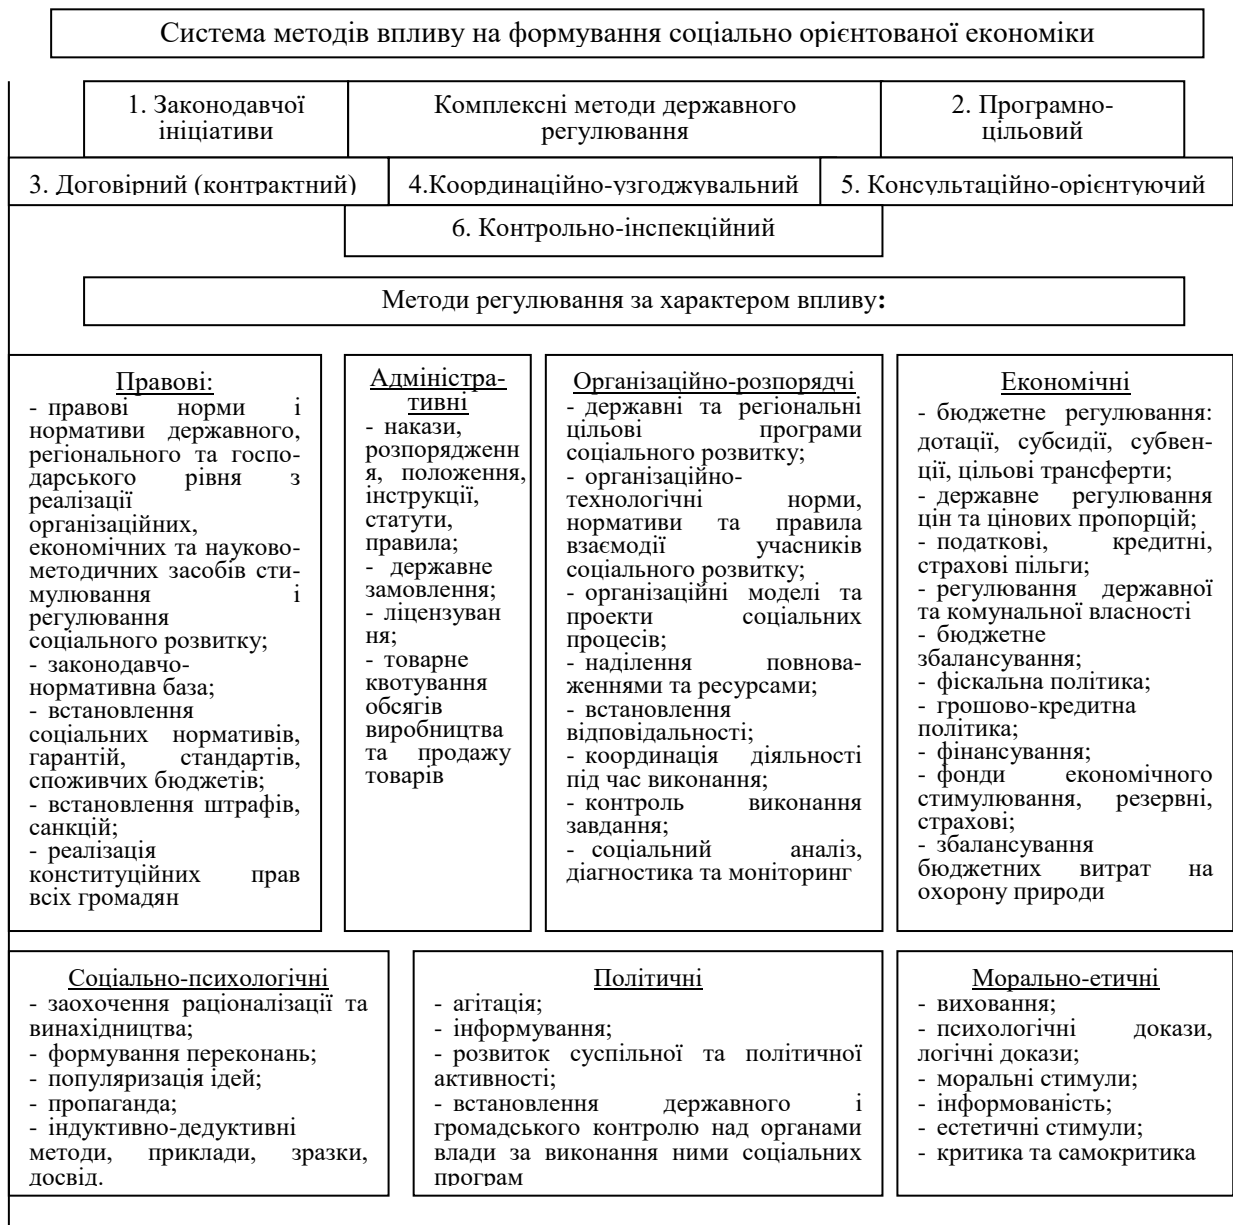 Система методів впливу на формування соціально орієнтованої економіки
1. Законодавчої
ініціативи
Комплексні методи державного
регулювання
2. Програмно-
цільовий
3. Договірний (контрактний)
4.Координаційно-узгоджувальний
5. Консультаційно-орієнтуючий
6. Контрольно-інспекційний
Методи регулювання за характером впливу:
Правові:
- правові норми і
нормативи державного,
регіонального та госпо-
дарського рівня з
реалізації
організаційних,
економічних та науково-
методичних засобів сти-
мулювання і
регулювання
соціального розвитку;
- законодавчо-
нормативна база;
- встановлення
соціальних нормативів,
гарантій, стандартів,
споживчих бюджетів;
- встановлення штрафів,
санкцій;
- реалізація
конституційних прав
всіх громадян
Адміністра-
тивні
- накази,
розпорядженн
я, положення,
інструкції,
статути,
правила;
- державне
замовлення;
- ліцензуван
ня;
- товарне
квотування
обсягів
виробництва
та продажу
товарів
Організаційно-розпорядчі
- державні та регіональні
цільові програми
соціального розвитку;
- організаційно-
технологічні норми,
нормативи та правила
взаємодії учасників
соціального розвитку;
- організаційні моделі та
проекти соціальних
процесів;
- наділення повнова-
женнями та ресурсами;
- встановлення
відповідальності;
- координація діяльності
під час виконання;
- контроль виконання
завдання;
- соціальний аналіз,
діагностика та моніторинг
Економічні
- бюджетне регулювання:
дотації, субсидії, субвен-
ції, цільові трансферти;
- державне регулювання
цін та цінових пропорцій;
- податкові, кредитні,
страхові пільги;
- регулювання державної
та комунальної власності
- бюджетне
збалансування;
- фіскальна політика;
- грошово-кредитна
політика;
- фінансування;
- фонди економічного
стимулювання, резервні,
страхові;
- збалансування
бюджетних витрат на
охорону природи
Соціально-психологічні
- заохочення раціоналізації та
винахідництва;
- формування переконань;
- популяризація ідей;
- пропаганда;
- індуктивно-дедуктивні
методи, приклади, зразки,
досвід.
Політичні
- агітація;
- інформування;
- розвиток суспільної та політичної
активності;
- встановлення державного і
громадського контролю над органами
влади за виконання ними соціальних
програм
Морально-етичні
- виховання;
- психологічні докази,
логічні докази;
- моральні стимули;
- інформованість;
- естетичні стимули;
- критика та самокритика